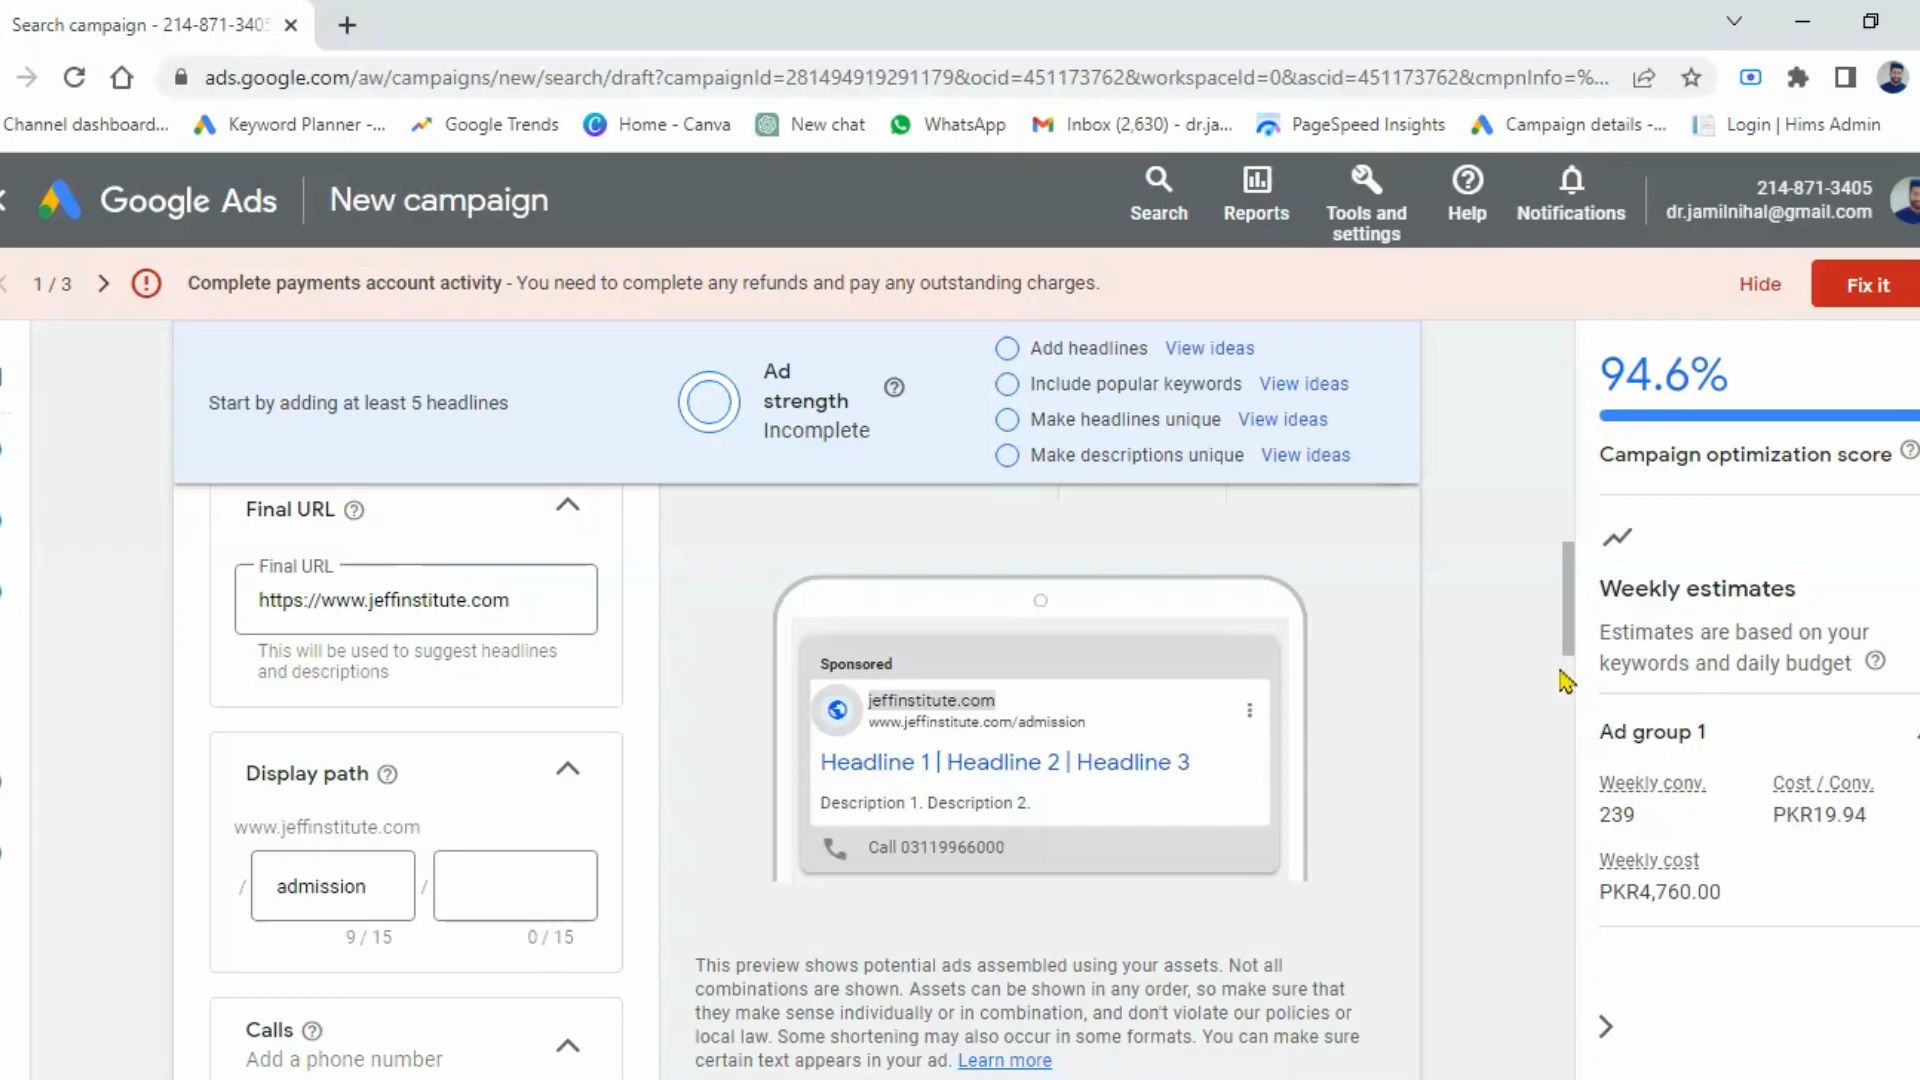 Search campaign - 214-871-3405
ads.google.com/aw/campaigns/new/search/draft?campaignId=281494919291179&ocid=451173762&workspaceId=0&ascid=451173762&cmpnInfo=%...
Channel dashboard...
Keyword Planner -...
Google Trends
Home - Canva
New chat
WhatsApp
Inbox (2,630) - dr.ja...
PageSpeed Insights
Campaign details -...
Login | Hims Admin
Google Ads
New campaign
Search
Reports
Tools and
settings
Help
Notifications
214-871-3405
dr.jamilnihal@gmail.com
1 / 3
Complete payments account activity - You need to complete any refunds and pay any outstanding charges.
Hide
Fix it
Start by adding at least 5 headlines
Ad
strength
Incomplete
Add headlines View ideas
Include popular keywords View ideas
Make headlines unique View ideas
Make descriptions unique View ideas
Final URL
Final URL
https://www.jeffinstitute.com
This will be used to suggest headlines
and descriptions
Display path
www.jeffinstitute.com
/ admission /
9 / 15
0 / 15
Calls
Add a phone number
Sponsored
jeffinstitute.com
www.jeffinstitute.com/admission
Headline 1 | Headline 2 | Headline 3
Description 1. Description 2.
Call 03119966000
This preview shows potential ads assembled using your assets. Not all
combinations are shown. Assets can be shown in any order, so make sure that
they make sense individually or in combination, and don't violate our policies or
local law. Some shortening may also occur in some formats. You can make sure
certain text appears in your ad. Learn more
94.6%
Campaign optimization score
Weekly estimates
Estimates are based on your
keywords and daily budget
Ad group 1
Weekly conv.
239
Cost / Conv.
PKR19.94
Weekly cost
PKR4,760.00